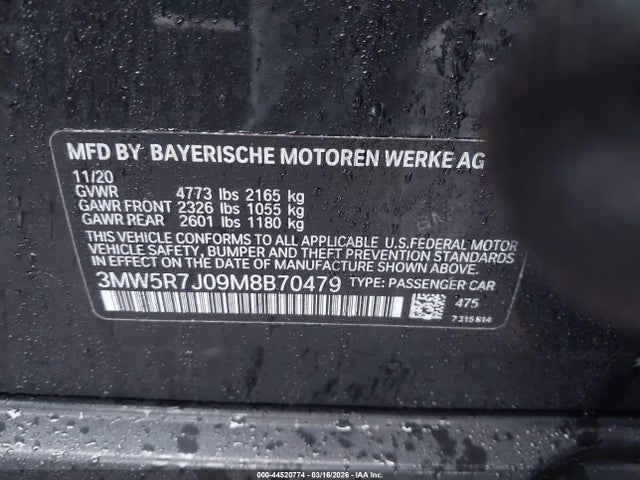 MFD BY BAYERISCHE MOTOREN WERKE AG
11/20
GVWR 4773 lbs 2165 kg
GAWR FRONT 2326 lbs 1055 kg
GAWR REAR 2601 lbs 1180 kg
THIS VEHICLE CONFORMS TO ALL APPLICABLE U.S. FEDERAL MOTOR
VEHICLE SAFETY, BUMPER AND THEFT PREVENTION STANDARDS
IN EFFECT ON THE DATE OF MANUFACTURE SHOWN ABOVE.
3MW5R7J09M8B70479 TYPE: PASSENGER CAR
475
7315814
000-44520774 - 03/16/2026 - © IAA, Inc.